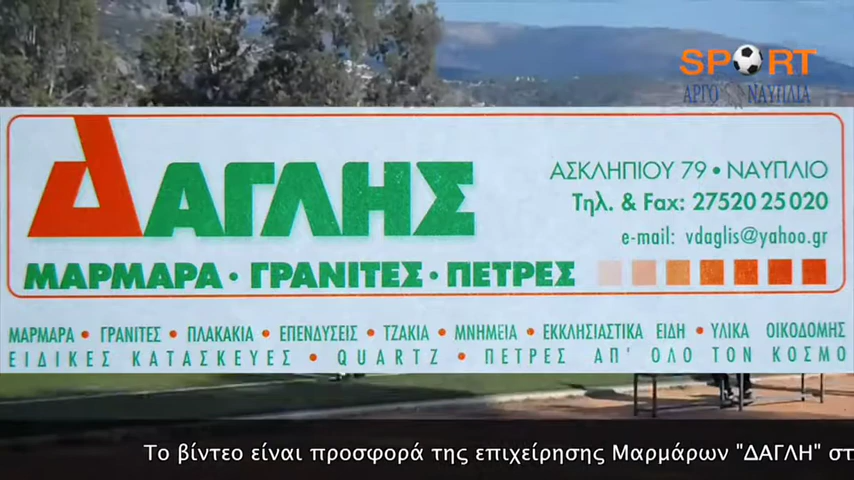 SPORT
ΑΡΓΟΝΑΥΠΛΙΑ
ΔΑΓΛΗΣ
ΑΣΚΛΗΠΙΟΥ 79 • ΝΑΥΠΛΙΟ
Τηλ. & Fax: 27520 25 020
e-mail: vdaglis@yahoo.gr
ΜΑΡΜΑΡΑ • ΓΡΑΝΙΤΕΣ • ΠΕΤΡΕΣ
ΜΑΡΜΑΡΑ • ΓΡΑΝΙΤΕΣ • ΠΛΑΚΑΚΙΑ • ΕΠΕΝΔΥΣΕΙΣ • ΤΖΑΚΙΑ • ΜΝΗΜΕΙΑ • ΕΚΚΛΗΣΙΑΣΤΙΚΑ ΕΙΔΗ • ΥΛΙΚΑ ΟΙΚΟΔΟΜΗΣ
ΕΙΔΙΚΕΣ ΚΑΤΑΣΚΕΥΕΣ • QUARTZ • ΠΕΤΡΕΣ ΑΠ' ΟΛΟ ΤΟΝ ΚΟΣΜΟ
Το βίντεο είναι προσφορά της επιχείρησης Μαρμάρων "ΔΑΓΛΗ" στ